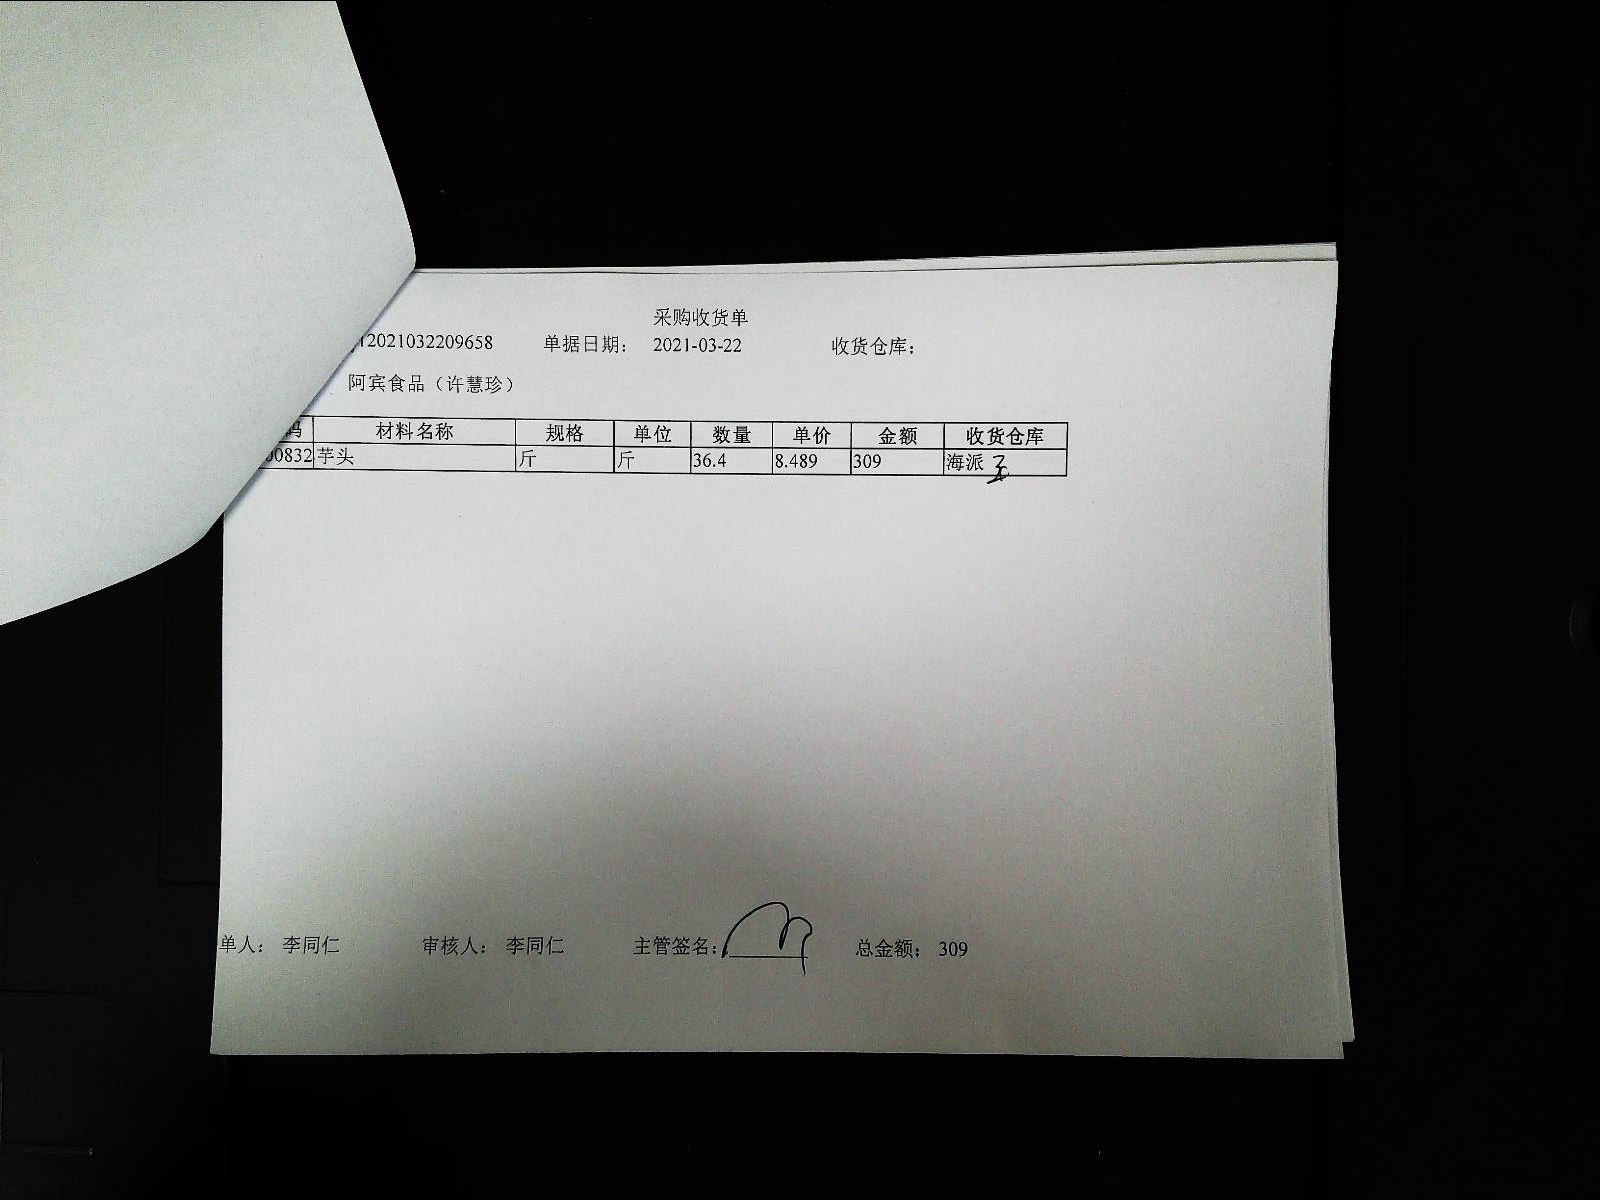 采购收货单
12021032209658 单据日期: 2021-03-22 收货仓库:
阿宾食品(许慧珍)
码 材料名称 规格 单位 数量 单价 金额 收货仓库
00832 芋头 斤 斤 36.4 8.489 309 海派
单人: 李同仁 审核人: 李同仁 主管签名: 总金额: 309